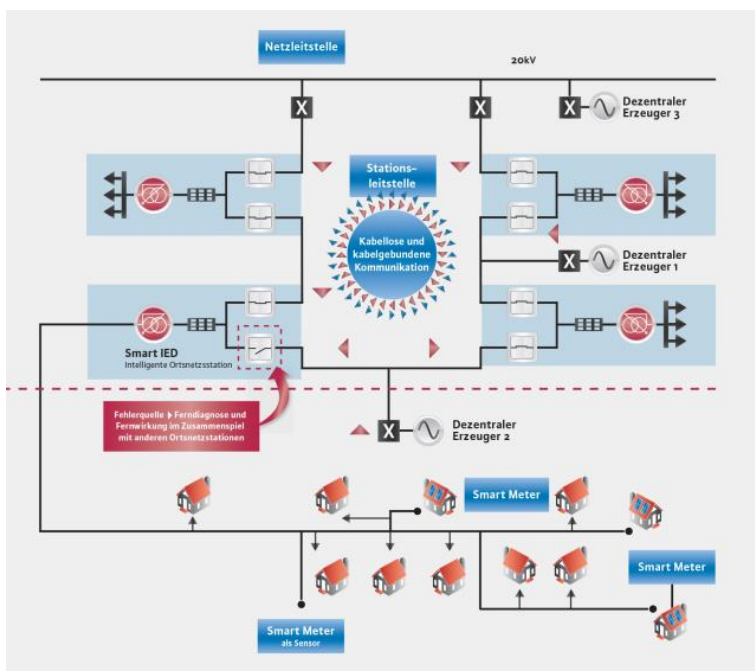 Netzleitstelle
20kV
X
X
X
Dezentraler
Erzeuger 3
Stations-
leitstelle
Kabellose und
kabelgebundene
Kommunikation
X
Dezentraler
Erzeuger 1
Smart IED
Intelligente Ortsnetzstation
Fehlerquelle Ferndiagnose und
Fernwirkung im Zusammenspiel
mit anderen Ortsnetzstationen
X
Dezentraler
Erzeuger 2
Smart Meter
Smart Meter
Smart Meter
als Sensor